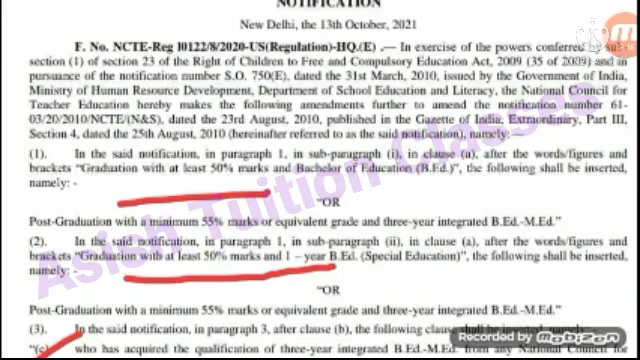 NOTIFICATION
New Delhi, the 13th October, 2021
F. No. NCTE-Reg I0122/8/2020-US(Regulation)-HQ.(E) .— In exercise of the powers conferred by sub-
section (1) of section 23 of the Right of Children to Free and Compulsory Education Act, 2009 (35 of 2009) and in
pursuance of the notification number S.O. 750(E), dated the 31st March, 2010, issued by the Government of India,
Ministry of Human Resource Development, Department of School Education and Literacy, the National Council for
Teacher Education hereby makes the following amendments further to amend the notification number 61-
03/20/2010/NCTE/(N&S), dated the 23rd August, 2010, published in the Gazette of India, Extraordinary, Part III,
Section 4, dated the 25th August, 2010 (hereinafter referred to as the said notification), namely:—
(1). In the said notification, in paragraph 1, in sub-paragraph (i), in clause (a), after the words/figures and
brackets “Graduation with at least 50% marks and Bachelor of Education (B.Ed.)”, the following shall be inserted,
namely: -
“OR
Post-Graduation with a minimum 55% marks or equivalent grade and three-year integrated B.Ed.-M.Ed.”
(2). In the said notification, in paragraph 1, in sub-paragraph (ii), in clause (a), after the words/figures and
brackets “Graduation with at least 50% marks and 1 – year B.Ed. (Special Education)”, the following shall be inserted,
namely: -
“OR
Post-Graduation with a minimum 55% marks or equivalent grade and three-year integrated B.Ed.-M.Ed.”
(3). In the said notification, in paragraph 3, after clause (b), the following clause shall be inserted, namely:-
“(c) who has acquired the qualification of three-year integrated B.Ed.-M.Ed. from any National Council for
Asish Tuition Classes
Recorded by Mobizen